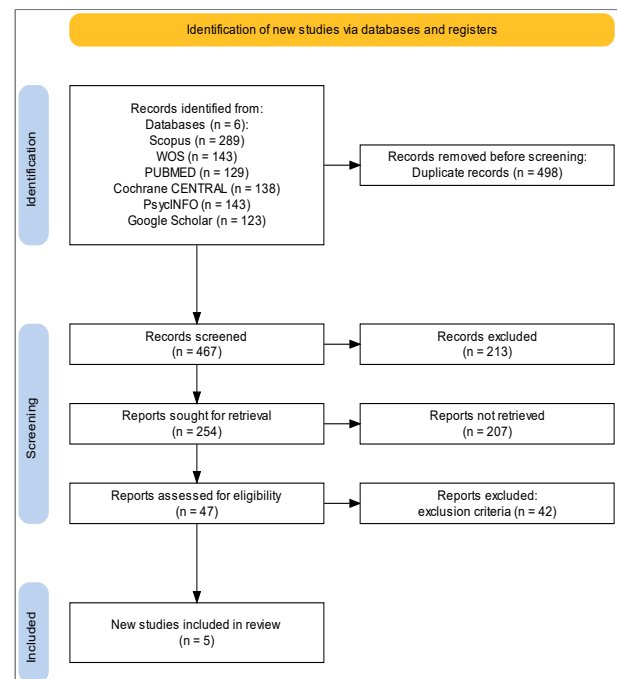 Identification of new studies via databases and registers
Identification
Records identified from:
Databases (n = 6):
Scopus (n = 289)
WOS (n = 143)
PUBMED (n = 129)
Cochrane CENTRAL (n = 138)
PsycINFO (n = 143)
Google Scholar (n = 123)
Records removed before screening:
Duplicate records (n = 498)
Screening
Records screened
(n = 467)
Records excluded
(n = 213)
Reports sought for retrieval
(n = 254)
Reports not retrieved
(n = 207)
Reports assessed for eligibility
(n = 47)
Reports excluded:
exclusion criteria (n = 42)
Included
New studies included in review
(n = 5)